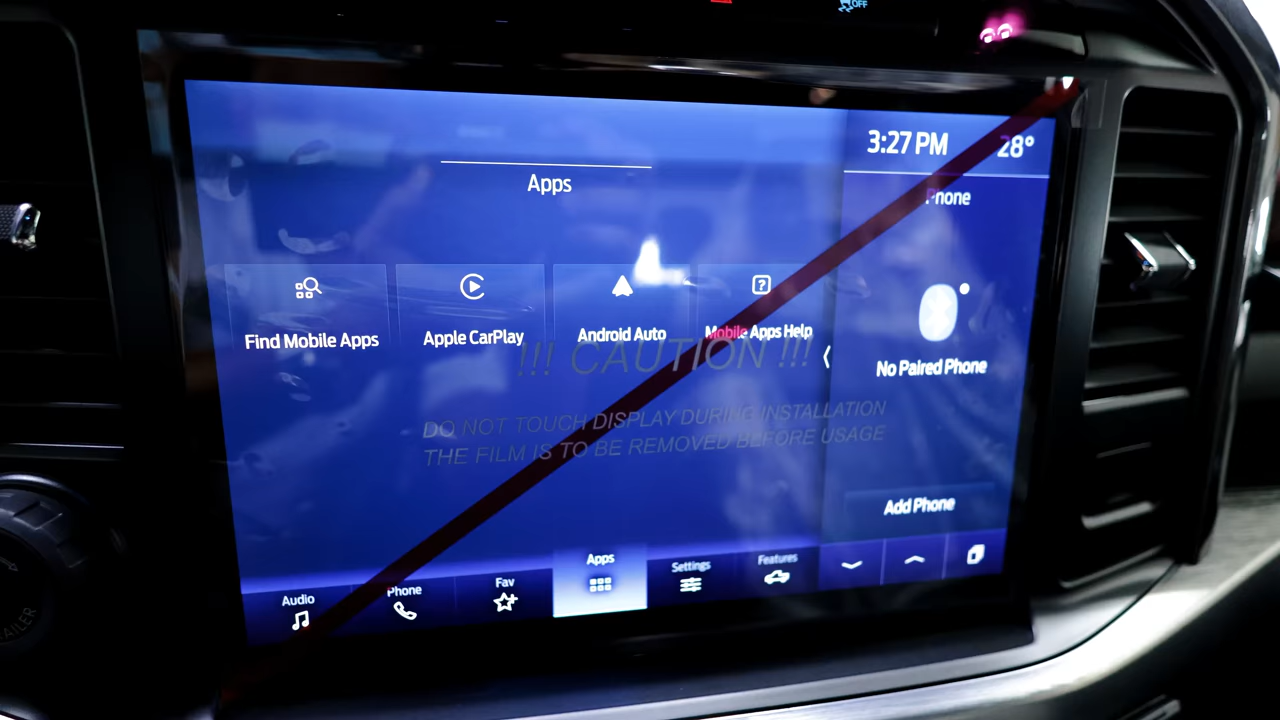 OFF
3:27 PM 28°
Apps
Phone
Find Mobile Apps
Apple CarPlay
Android Auto
Mobile Apps Help
No Paired Phone
!!! CAUTION !!!
DO NOT TOUCH DISPLAY DURING INSTALLATION
THE FILM IS TO BE REMOVED BEFORE USAGE
Add Phone
Audio
Phone
Fav
Apps
Settings
Features